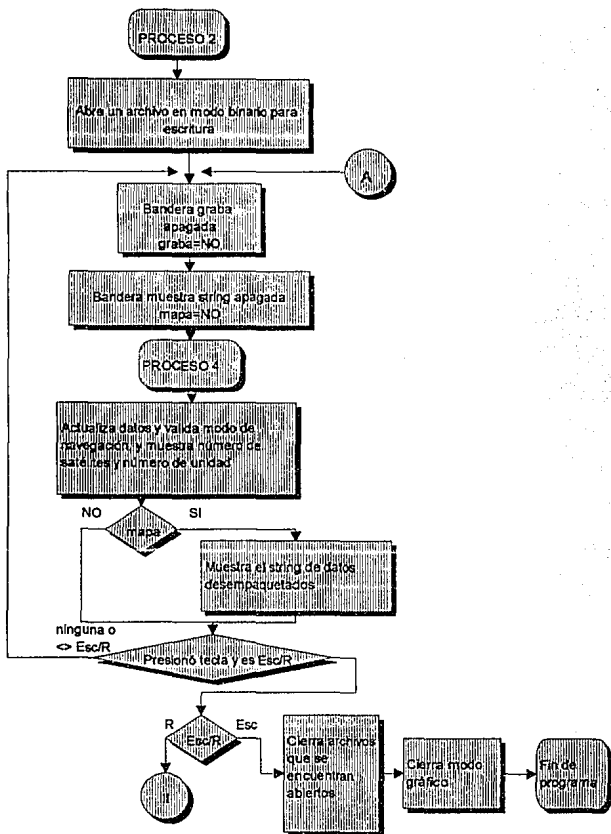 PROCESO 2
Abre un archivo en modo binario para
escritura
A
Bandera graba
apagada
graba=NO
Bandera muestra string apagada
mapa=NO
PROCESO 4
Actualiza datos y valida modo de
navegación, y muestra número de
satélites y número de unidad
NO
SI
mapa
Muestra el string de datos
desempaquetados
ninguna o
<> Esc/R
Presionó tecla y es Esc/R
R
Esc
Esc/R
Cierra archivos
que se
encuentran
abiertos
Cierra modo
gráfico
Fin de
programa